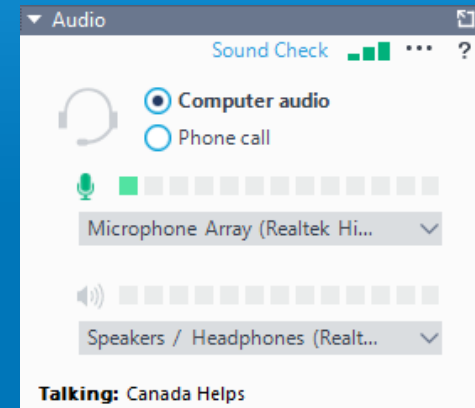 Audio
Sound Check ?
Computer audio
Phone call
Microphone Array (Realtek Hi...
Speakers / Headphones (Realt...
Talking: Canada Helps